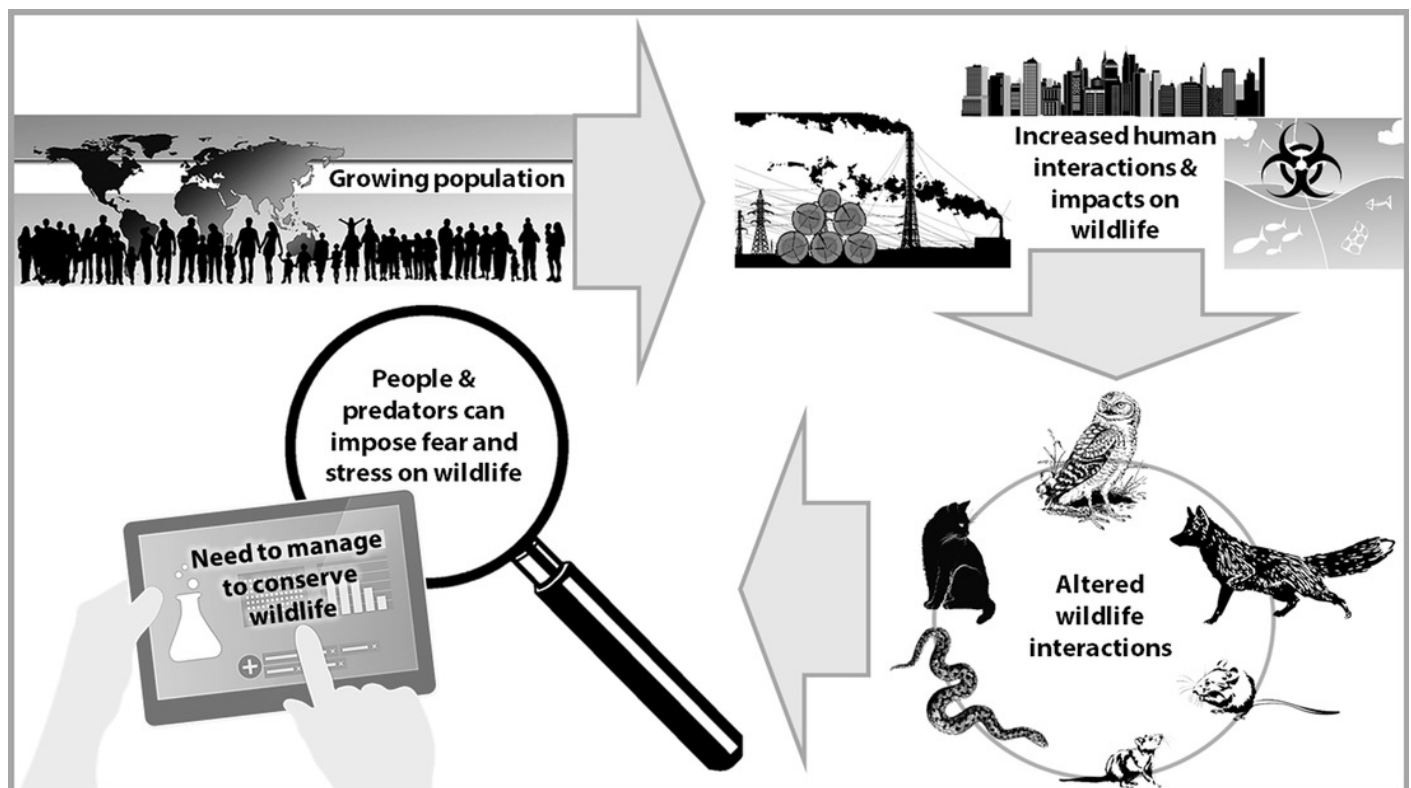 Growing population
Increased human
interactions &
impacts on
wildlife
Altered
wildlife
interactions
People &
predators can
impose fear and
stress on wildlife
Need to manage
to conserve
wildlife